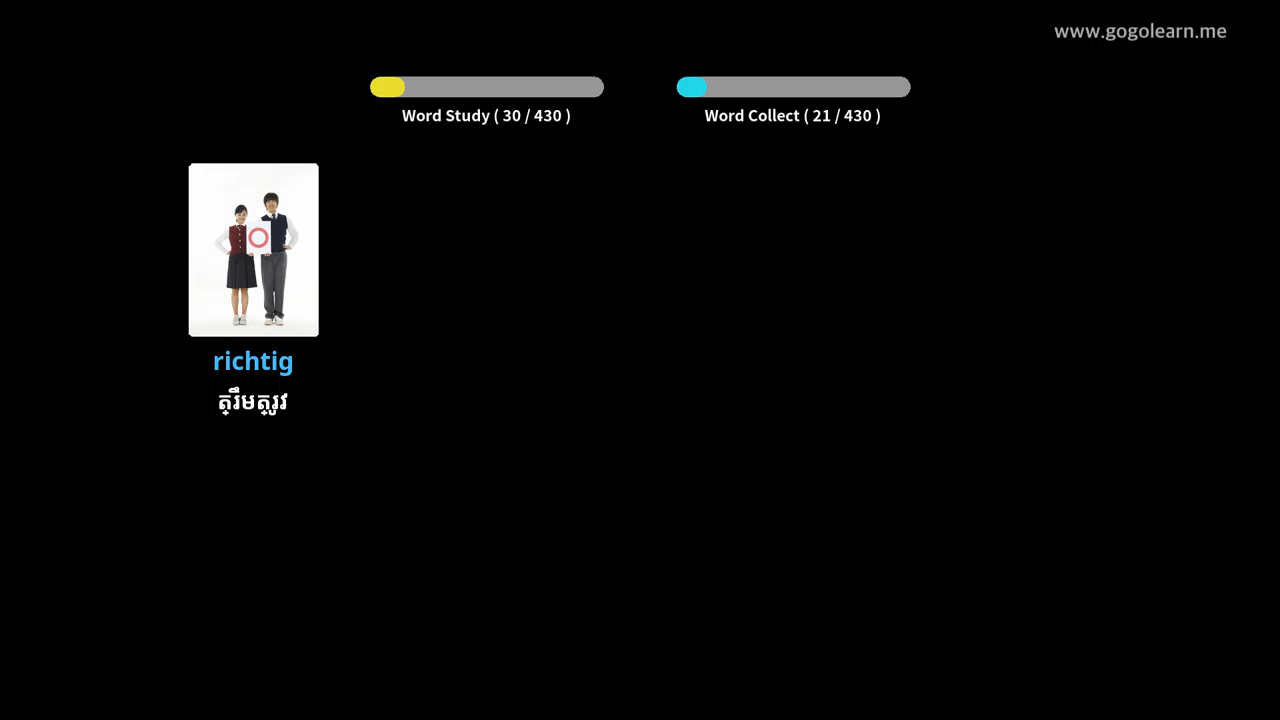 www.gogolearn.me
Word Study ( 30 / 430 )
Word Collect ( 21 / 430 )
richtig
ត្រឹមត្រូវ